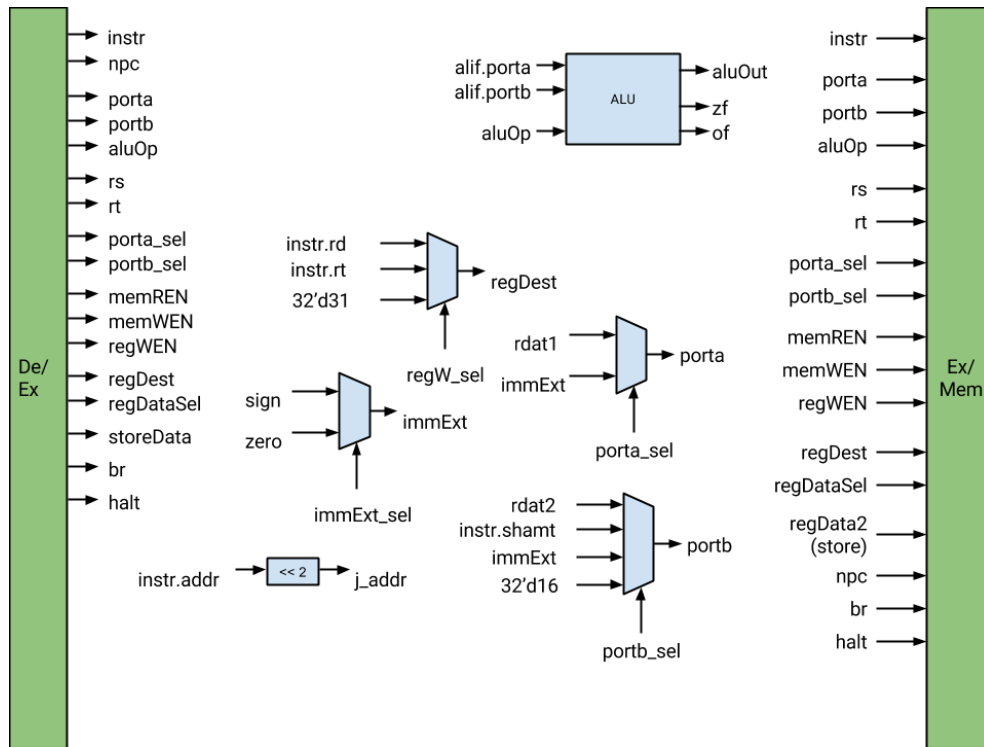 De/
Ex
instr
npc
porta
portb
aluOp
rs
rt
porta_sel
portb_sel
memREN
memWEN
regWEN
regDest
regDataSel
storeData
br
halt
alif.porta
alif.portb
aluOp
ALU
aluOut
zf
of
instr.rd
instr.rt
32'd31
regDest
regW_sel
sign
zero
immExt
immExt_sel
rdat1
immExt
porta
porta_sel
rdat2
instr.shamt
immExt
32'd16
portb
portb_sel
instr.addr
<< 2
j_addr
instr
porta
portb
aluOp
rs
rt
porta_sel
portb_sel
memREN
memWEN
regWEN
regDest
regDataSel
regData2
(store)
npc
br
halt
Ex/
Mem